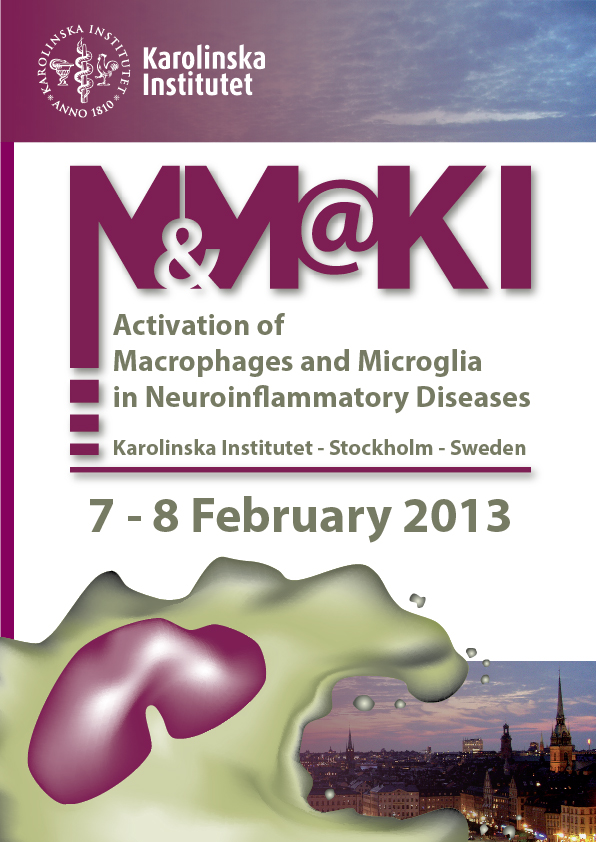 KAROLINSKA INSTITUTET
ANNO 1810
Karolinska
Institutet
M&M@KI
Activation of
Macrophages and Microglia
in Neuroinflammatory Diseases
Karolinska Institutet - Stockholm - Sweden
7 - 8 February 2013